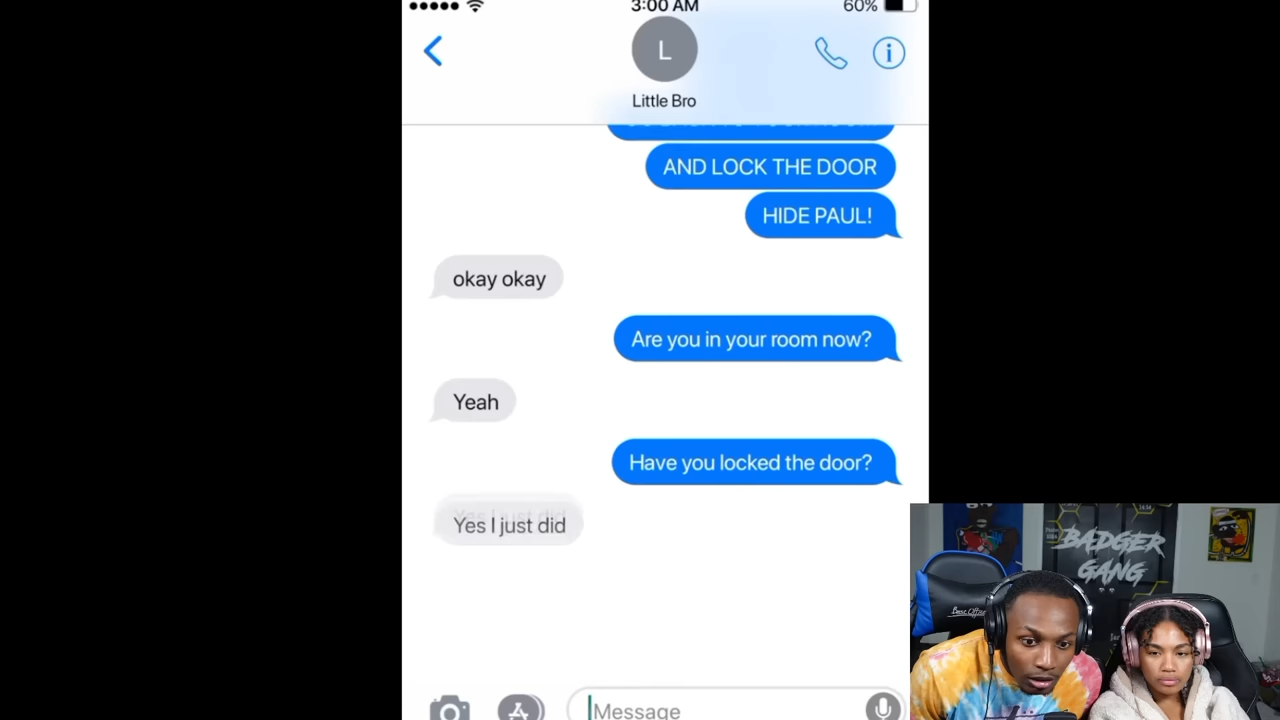 3:00 AM
60%
L
Little Bro
AND LOCK THE DOOR
HIDE PAUL!
okay okay
Are you in your room now?
Yeah
Have you locked the door?
Yes I just did
Message
BADGER
GANG